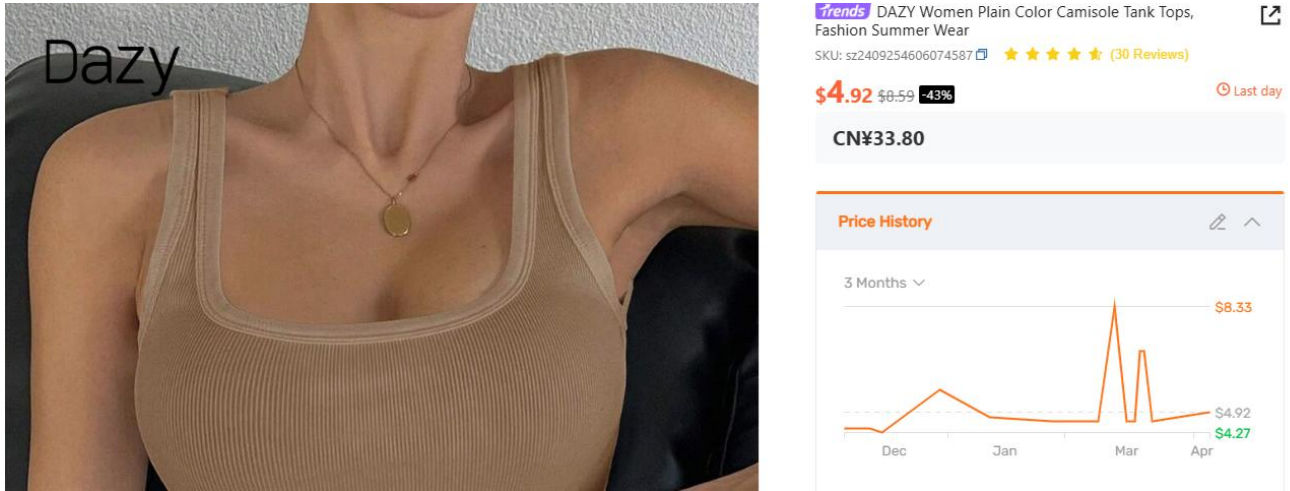 Dazy
Trends DAZY Women Plain Color Camisole Tank Tops,
Fashion Summer Wear
SKU: sz2409254606074587 (30 Reviews)
$4.92 $8.59 -43% Last day
CN¥33.80
Price History
3 Months
$8.33
$4.92
$4.27
Dec Jan Mar Apr